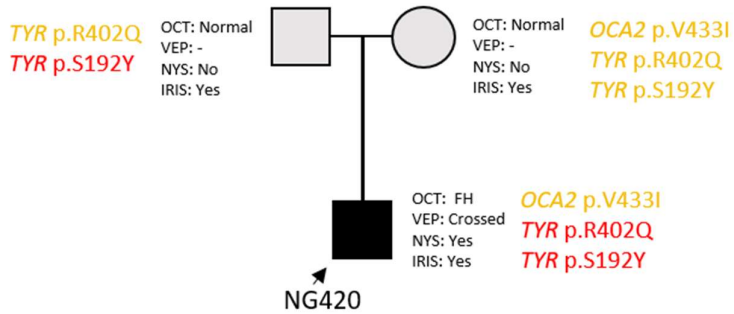 TYR p.R402Q
TYR p.S192Y
OCT: Normal
VEP: -
NYS: No
IRIS: Yes
OCT: Normal
VEP: -
NYS: No
IRIS: Yes
OCA2 p.V433I
TYR p.R402Q
TYR p.S192Y
OCT: FH
VEP: Crossed
NYS: Yes
IRIS: Yes
OCA2 p.V433I
TYR p.R402Q
TYR p.S192Y
NG420